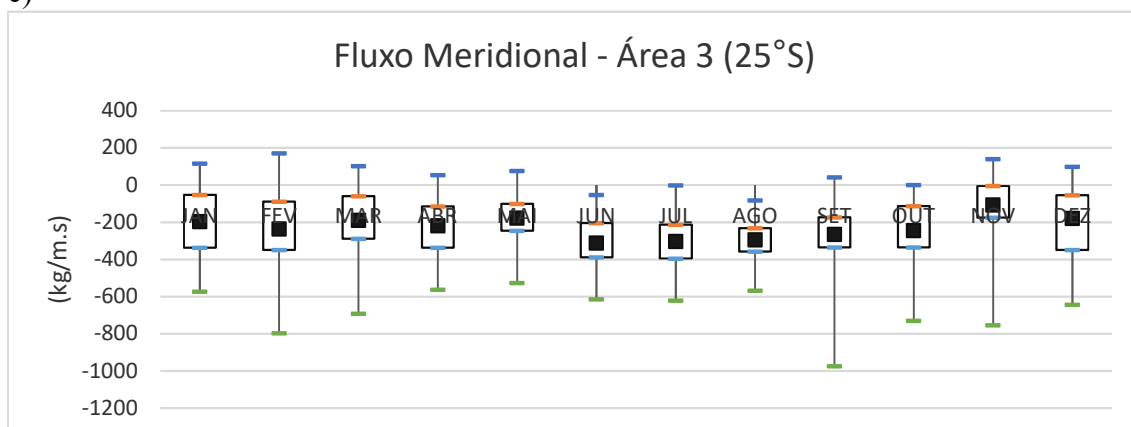 c)
Fluxo Meridional - Área 3 (25°S)
400
200
0
-200
-400
-600
-800
-1000
-1200
(kg/m.s)
JAN FEV MAR ABR MAI JUN JUL AGO SET OUT NOV DEZ